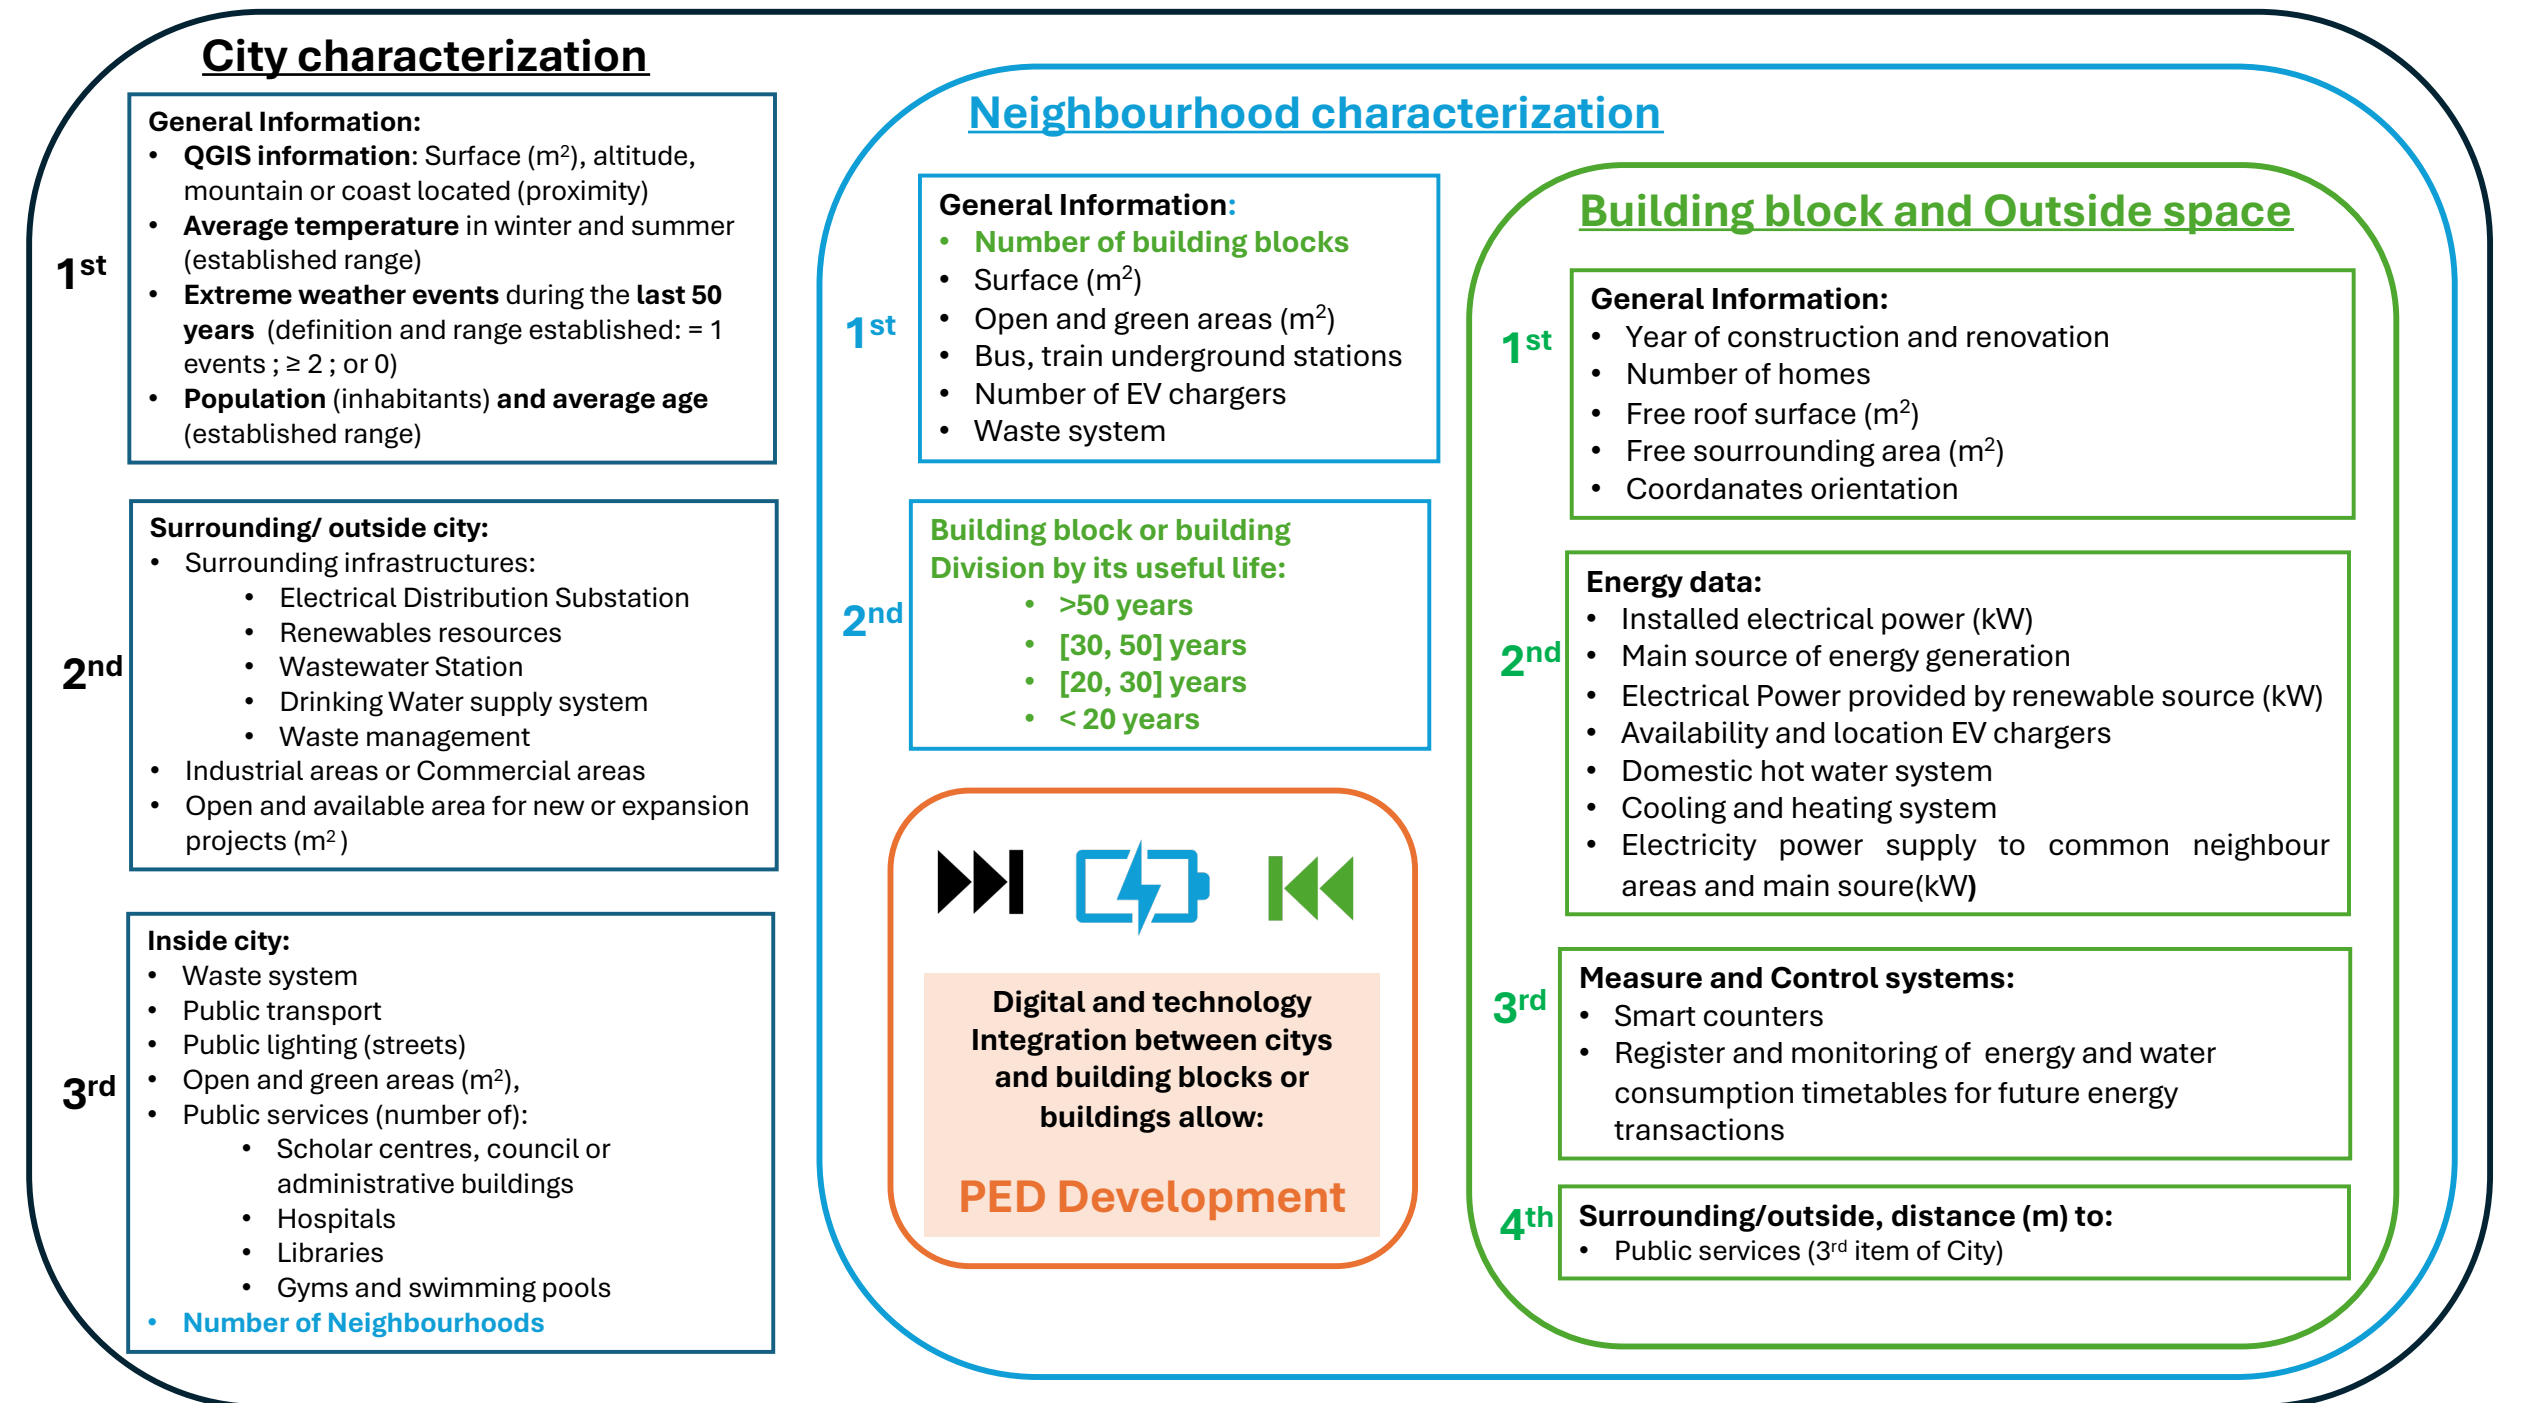 City characterization
1st
General Information:
• QGIS information: Surface (m²), altitude,
mountain or coast located (proximity)
• Average temperature in winter and summer
(established range)
• Extreme weather events during the last 50
years (definition and range established: = 1
events ; ≥ 2 ; or 0)
• Population (inhabitants) and average age
(established range)
2nd
Surrounding/ outside city:
• Surrounding infrastructures:
• Electrical Distribution Substation
• Renewables resources
• Wastewater Station
• Drinking Water supply system
• Waste management
• Industrial areas or Commercial areas
• Open and available area for new or expansion
projects (m² )
3rd
Inside city:
• Waste system
• Public transport
• Public lighting (streets)
• Open and green areas (m²),
• Public services (number of):
• Scholar centres, council or
administrative buildings
• Hospitals
• Libraries
• Gyms and swimming pools
• Number of Neighbourhoods
Neighbourhood characterization
1st
General Information:
• Number of building blocks
• Surface (m²)
• Open and green areas (m²)
• Bus, train underground stations
• Number of EV chargers
• Waste system
2nd
Building block or building
Division by its useful life:
• >50 years
• [30, 50] years
• [20, 30] years
• < 20 years
Digital and technology
Integration between citys
and building blocks or
buildings allow:
PED Development
Building block and Outside space
1st
General Information:
• Year of construction and renovation
• Number of homes
• Free roof surface (m²)
• Free sourrounding area (m²)
• Coordanates orientation
2nd
Energy data:
• Installed electrical power (kW)
• Main source of energy generation
• Electrical Power provided by renewable source (kW)
• Availability and location EV chargers
• Domestic hot water system
• Cooling and heating system
• Electricity power supply to common neighbour
areas and main soure(kW)
3rd
Measure and Control systems:
• Smart counters
• Register and monitoring of energy and water
consumption timetables for future energy
transactions
4th
Surrounding/outside, distance (m) to:
• Public services (3rd item of City)